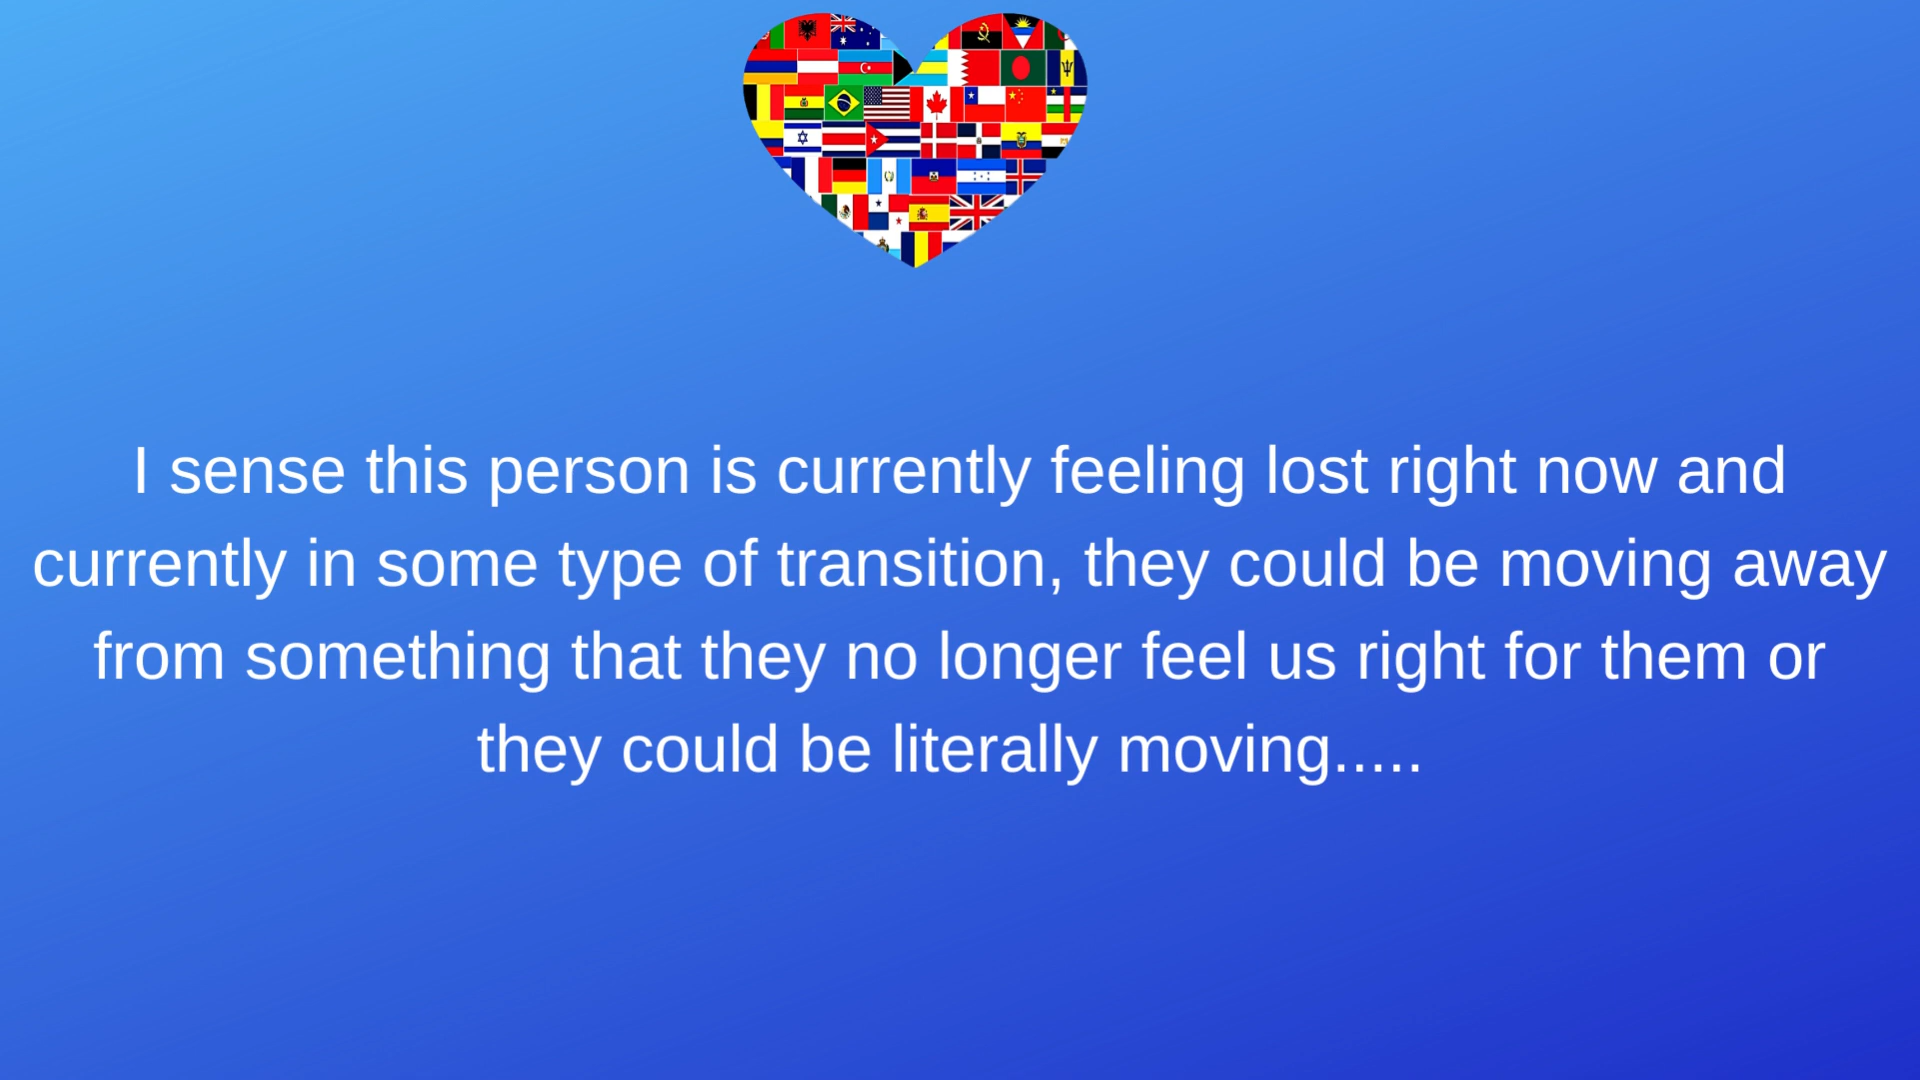 I sense this person is currently feeling lost right now and
currently in some type of transition, they could be moving away
from something that they no longer feel us right for them or
they could be literally moving.....